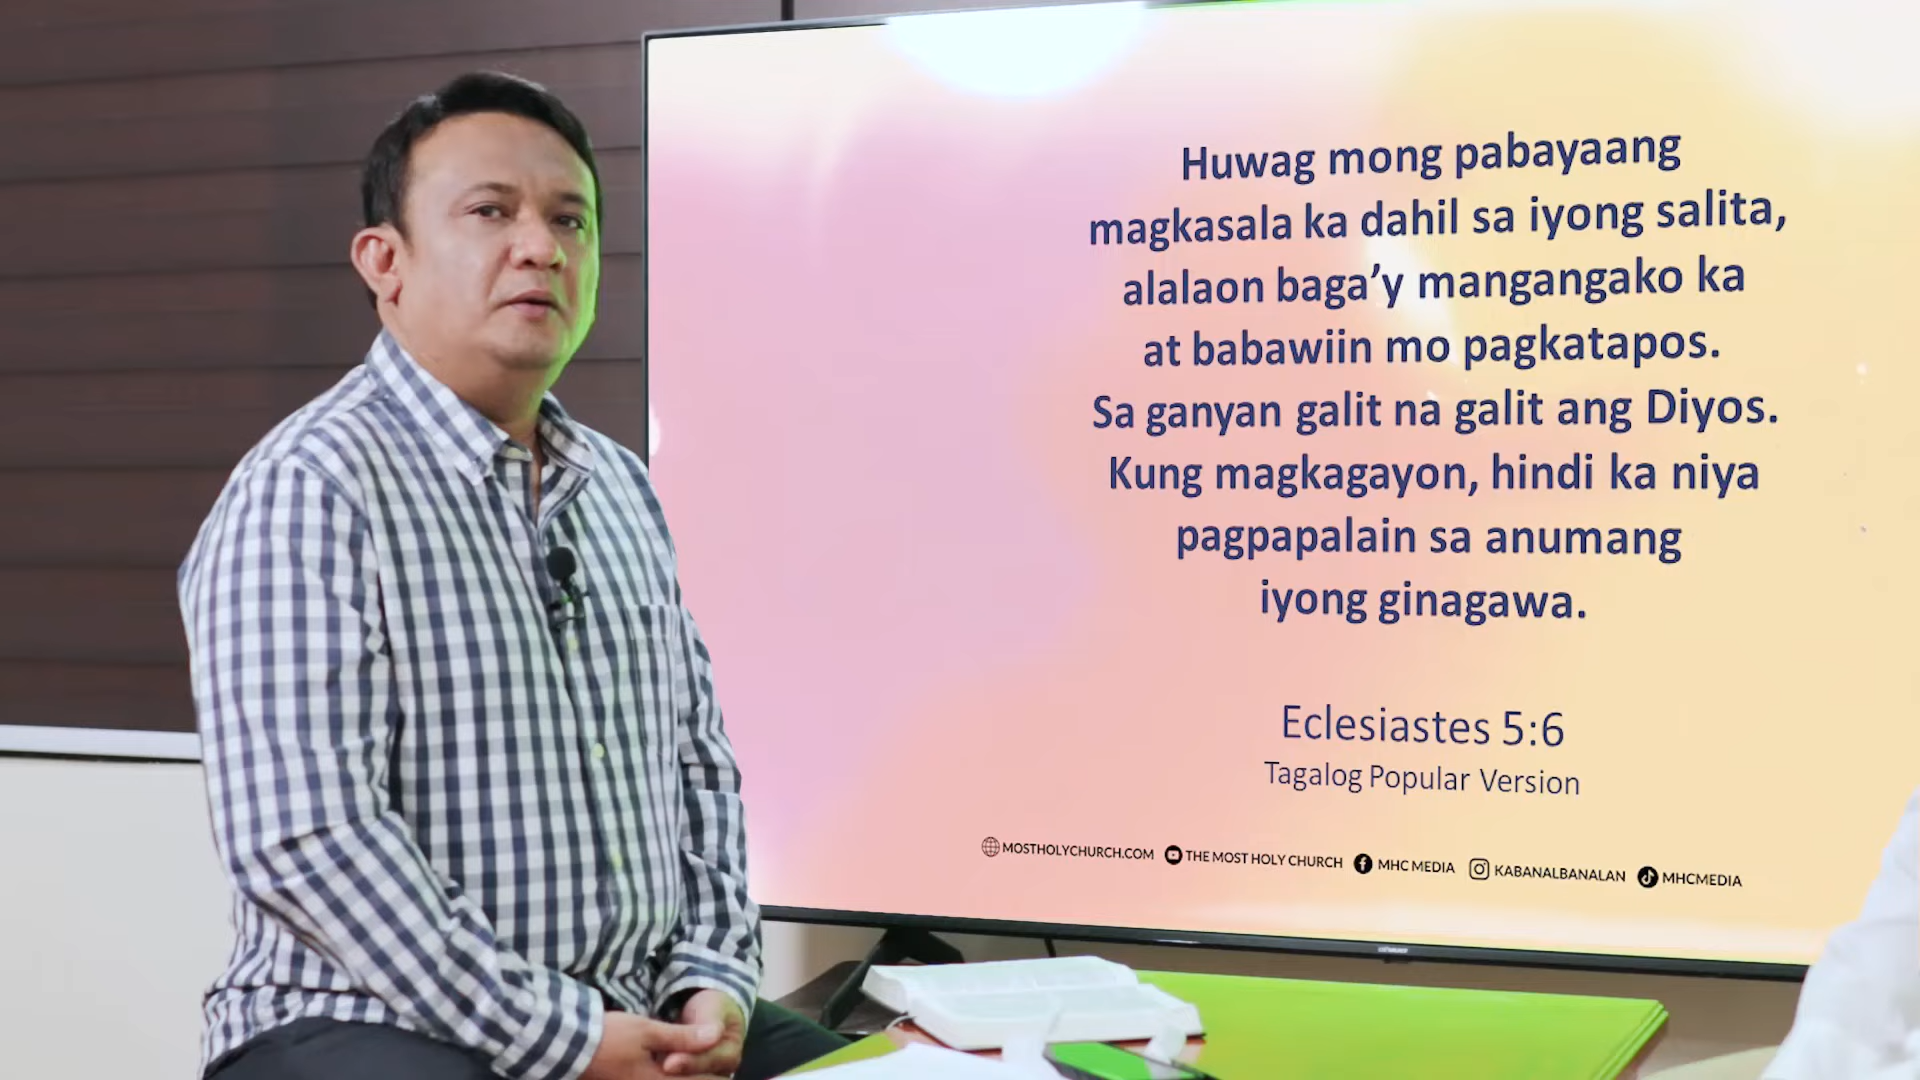 Huwag mong pabayaang
magkasala ka dahil sa iyong salita,
alalaon baga’y mangangako ka
at babawiin mo pagkatapos.
Sa ganyan galit na galit ang Diyos.
Kung magkagayon, hindi ka niya
pagpapalain sa anumang
iyong ginagawa.
Eclesiastes 5:6
Tagalog Popular Version
MOSTHOLYCHURCH.COM THE MOST HOLY CHURCH MHC MEDIA KABANALBANALAN MHCMEDIA